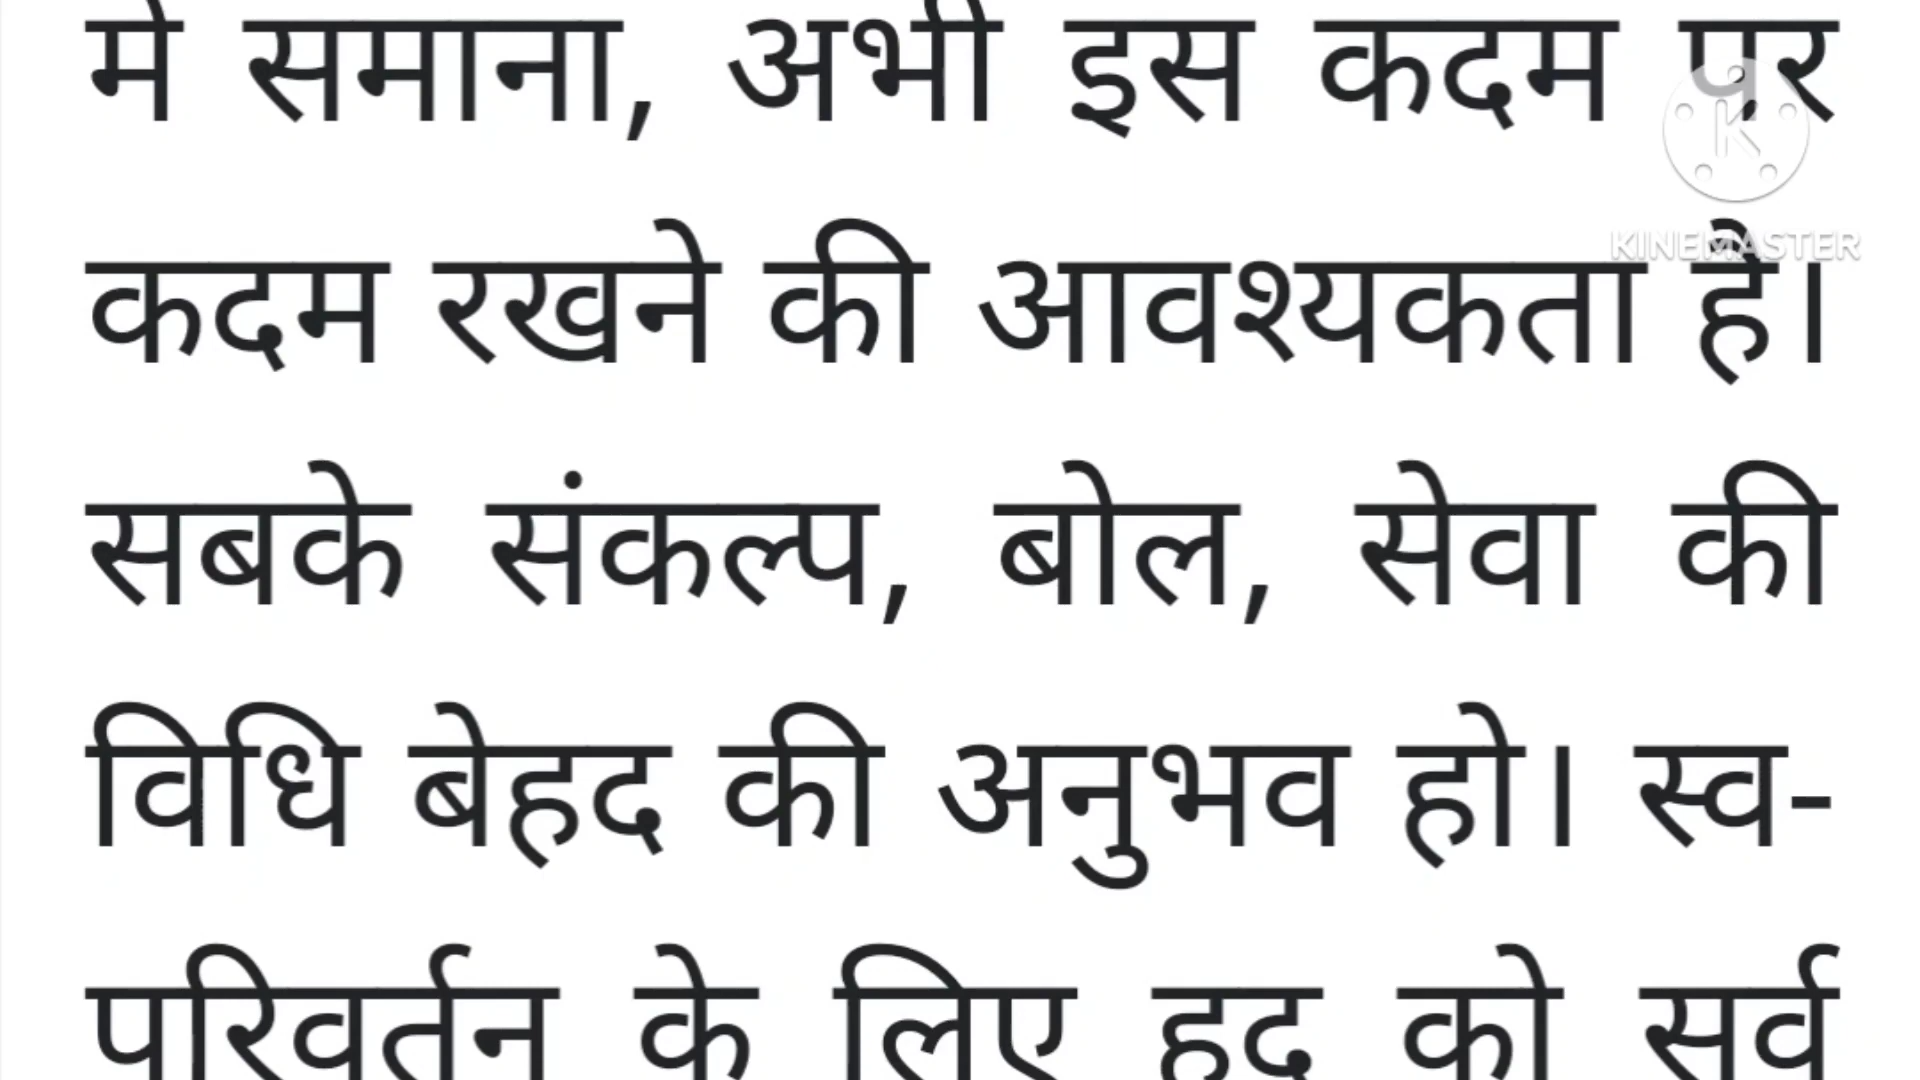 में समाना, अभी इस कदम पर
कदम रखने की आवश्यकता है।
सबके संकल्प, बोल, सेवा की
विधि बेहद की अनुभव हो। स्व-
परिवर्तन के लिए हद को सर्व
KINEMASTER